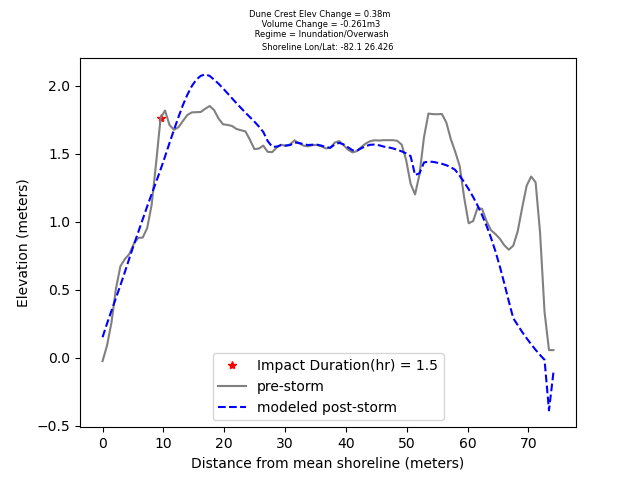 Dune Crest Elev Change = 0.38m
Volume Change = -0.261m3
Regime = Inundation/Overwash
Shoreline Lon/Lat: -82.1 26.426
2.0
1.5
1.0
0.5
0.0
−0.5
Elevation (meters)
Impact Duration(hr) = 1.5
pre-storm
modeled post-storm
0 10 20 30 40 50 60 70
Distance from mean shoreline (meters)